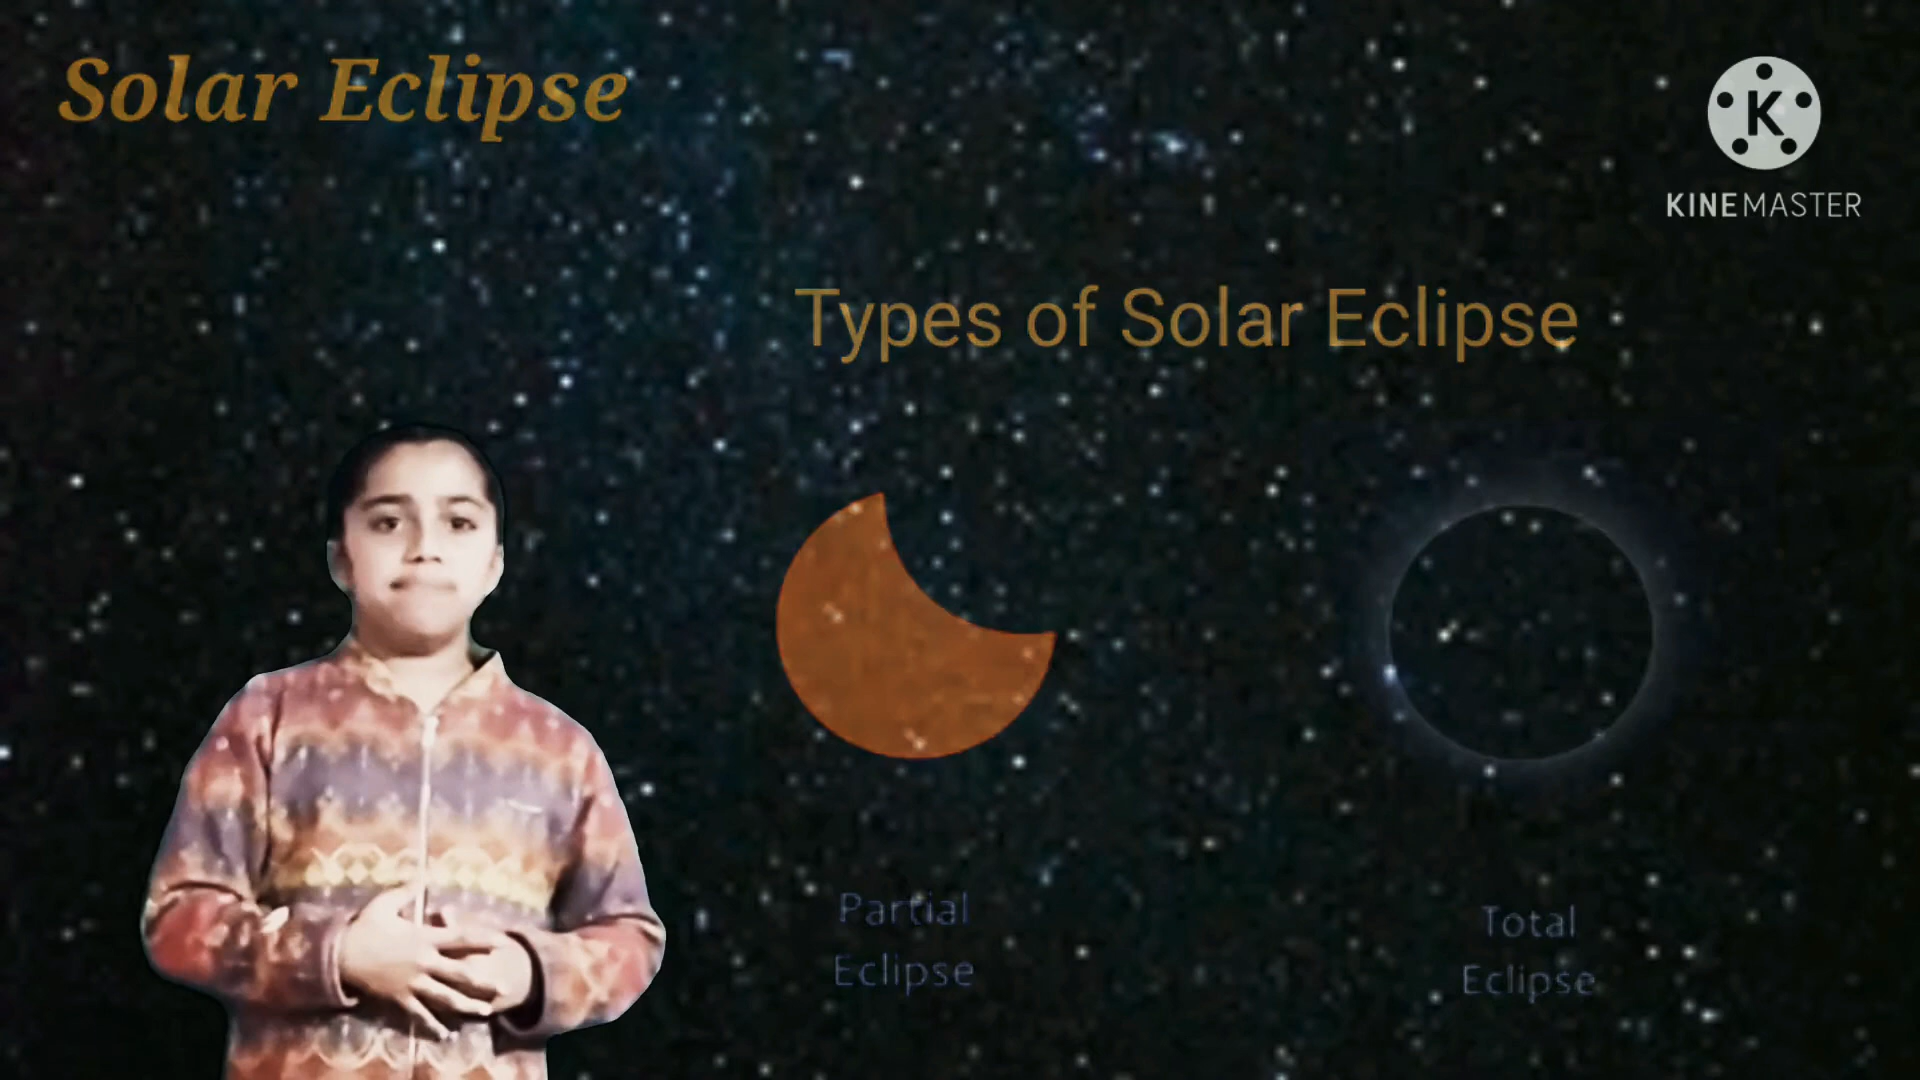 Solar Eclipse
K
KINEMASTER
Types of Solar Eclipse
Partial
Eclipse
Total
Eclipse